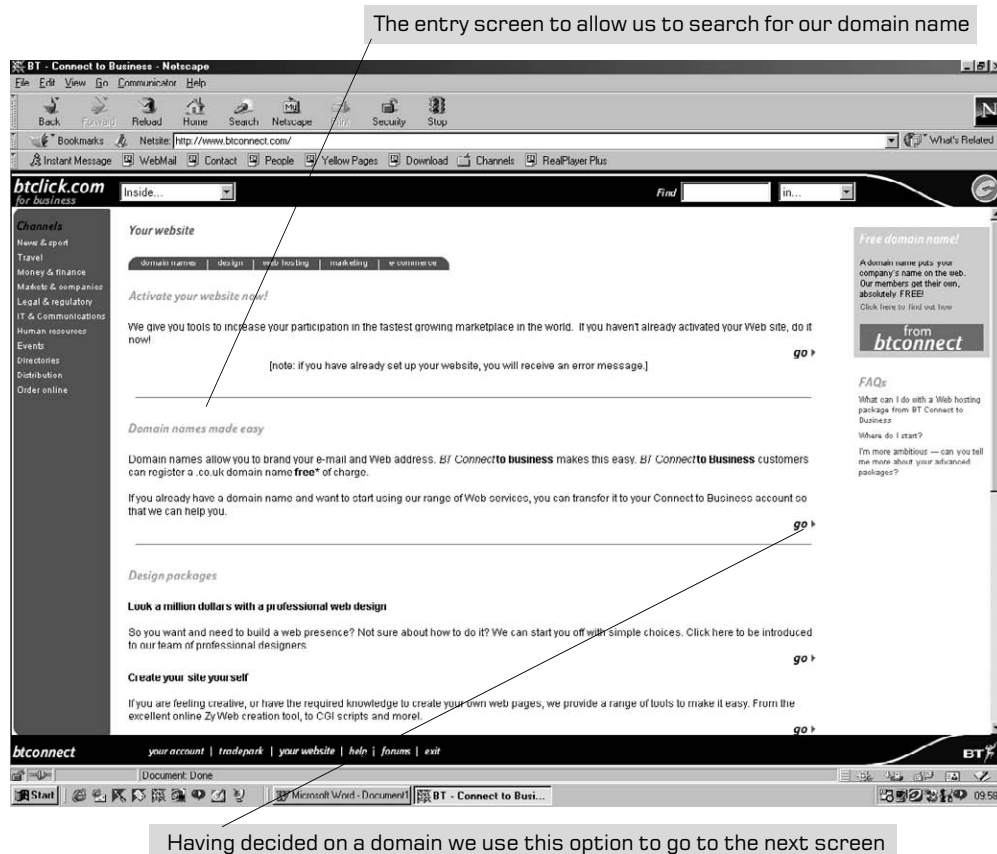 The entry screen to allow us to search for our domain name
BT - Connect to Business - Netscape
File Edit View Go Communicator Help
Back Forward Reload Home Search Netscape Print Security Stop
Bookmarks Netsite: http://www.btconnect.com/ What's Related
Instant Message WebMail Contact People Yellow Pages Download Channels RealPlayer Plus
btclick.com
for business
Inside... Find in...
Channels
News & sport
Travel
Money & finance
Markets & companies
Legal & regulatory
IT & Communications
Human resources
Events
Directories
Distribution
Order online
Your website
domain names | design | web hosting | marketing | e-commerce
Activate your website now!
We give you tools to increase your participation in the fastest growing marketplace in the world. If you haven't already activated your Web site, do it
now!
go
[note: if you have already set up your website, you will receive an error message.]
Domain names made easy
Domain names allow you to brand your e-mail and Web address. BT Connect to business makes this easy. BT Connect to Business customers
can register a .co.uk domain name free* of charge.
If you already have a domain name and want to start using our range of Web services, you can transfer it to your Connect to Business account so
that we can help you.
go
Design packages
Look a million dollars with a professional web design
So you want and need to build a web presence? Not sure about how to do it? We can start you off with simple choices. Click here to be introduced
to our team of professional designers
go
Create your site yourself
If you are feeling creative, or have the required knowledge to create your own web pages, we provide a range of tools to make it easy. From the
excellent online ZyWeb creation tool, to CGI scripts and morel.
go
Free domain name!
A domain name puts your
company's name on the web.
Our members get their own,
absolutely FREE!
Click here to find out how
from
btconnect
FAQs
What can I do with a Web hosting
package from BT Connect to
Business
Where do I start?
I'm more ambitious — can you tell
me more about your advanced
packages?
btconnect your account | tradepark | your website | help | forums | exit BT
Document: Done
Start Microsoft Word - Document1 BT - Connect to Busi... 09:58
Having decided on a domain we use this option to go to the next screen